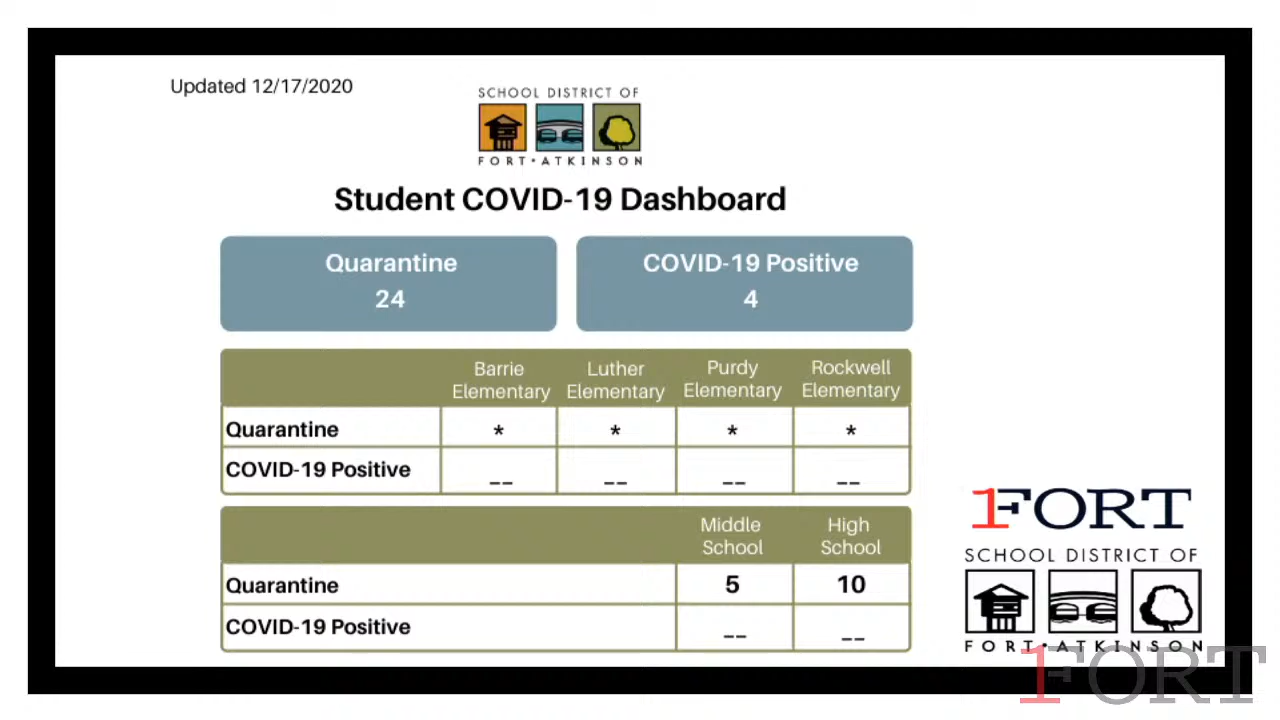 Updated 12/17/2020
SCHOOL DISTRICT OF
FORT•ATKINSON
Student COVID-19 Dashboard
Quarantine
24
COVID-19 Positive
4
Barrie Elementary Luther Elementary Purdy Elementary Rockwell Elementary
Quarantine * * * *
COVID-19 Positive -- -- -- --
Middle School High School
Quarantine 5 10
COVID-19 Positive -- --
1FORT
SCHOOL DISTRICT OF
FORT•ATKINSON
1FORT